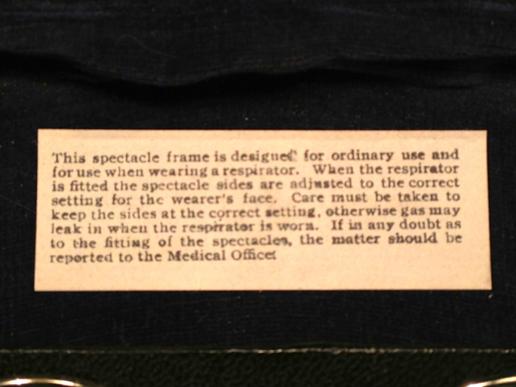 This spectacle frame is designed for ordinary use and
for use when wearing a respirator. When the respirator
is fitted the spectacle sides are adjusted to the correct
setting for the wearer's face. Care must be taken to
keep the sides at the correct setting, otherwise gas may
leak in when the respirator is worn. If in any doubt as
to the fitting of the spectacles, the matter should be
reported to the Medical Officer